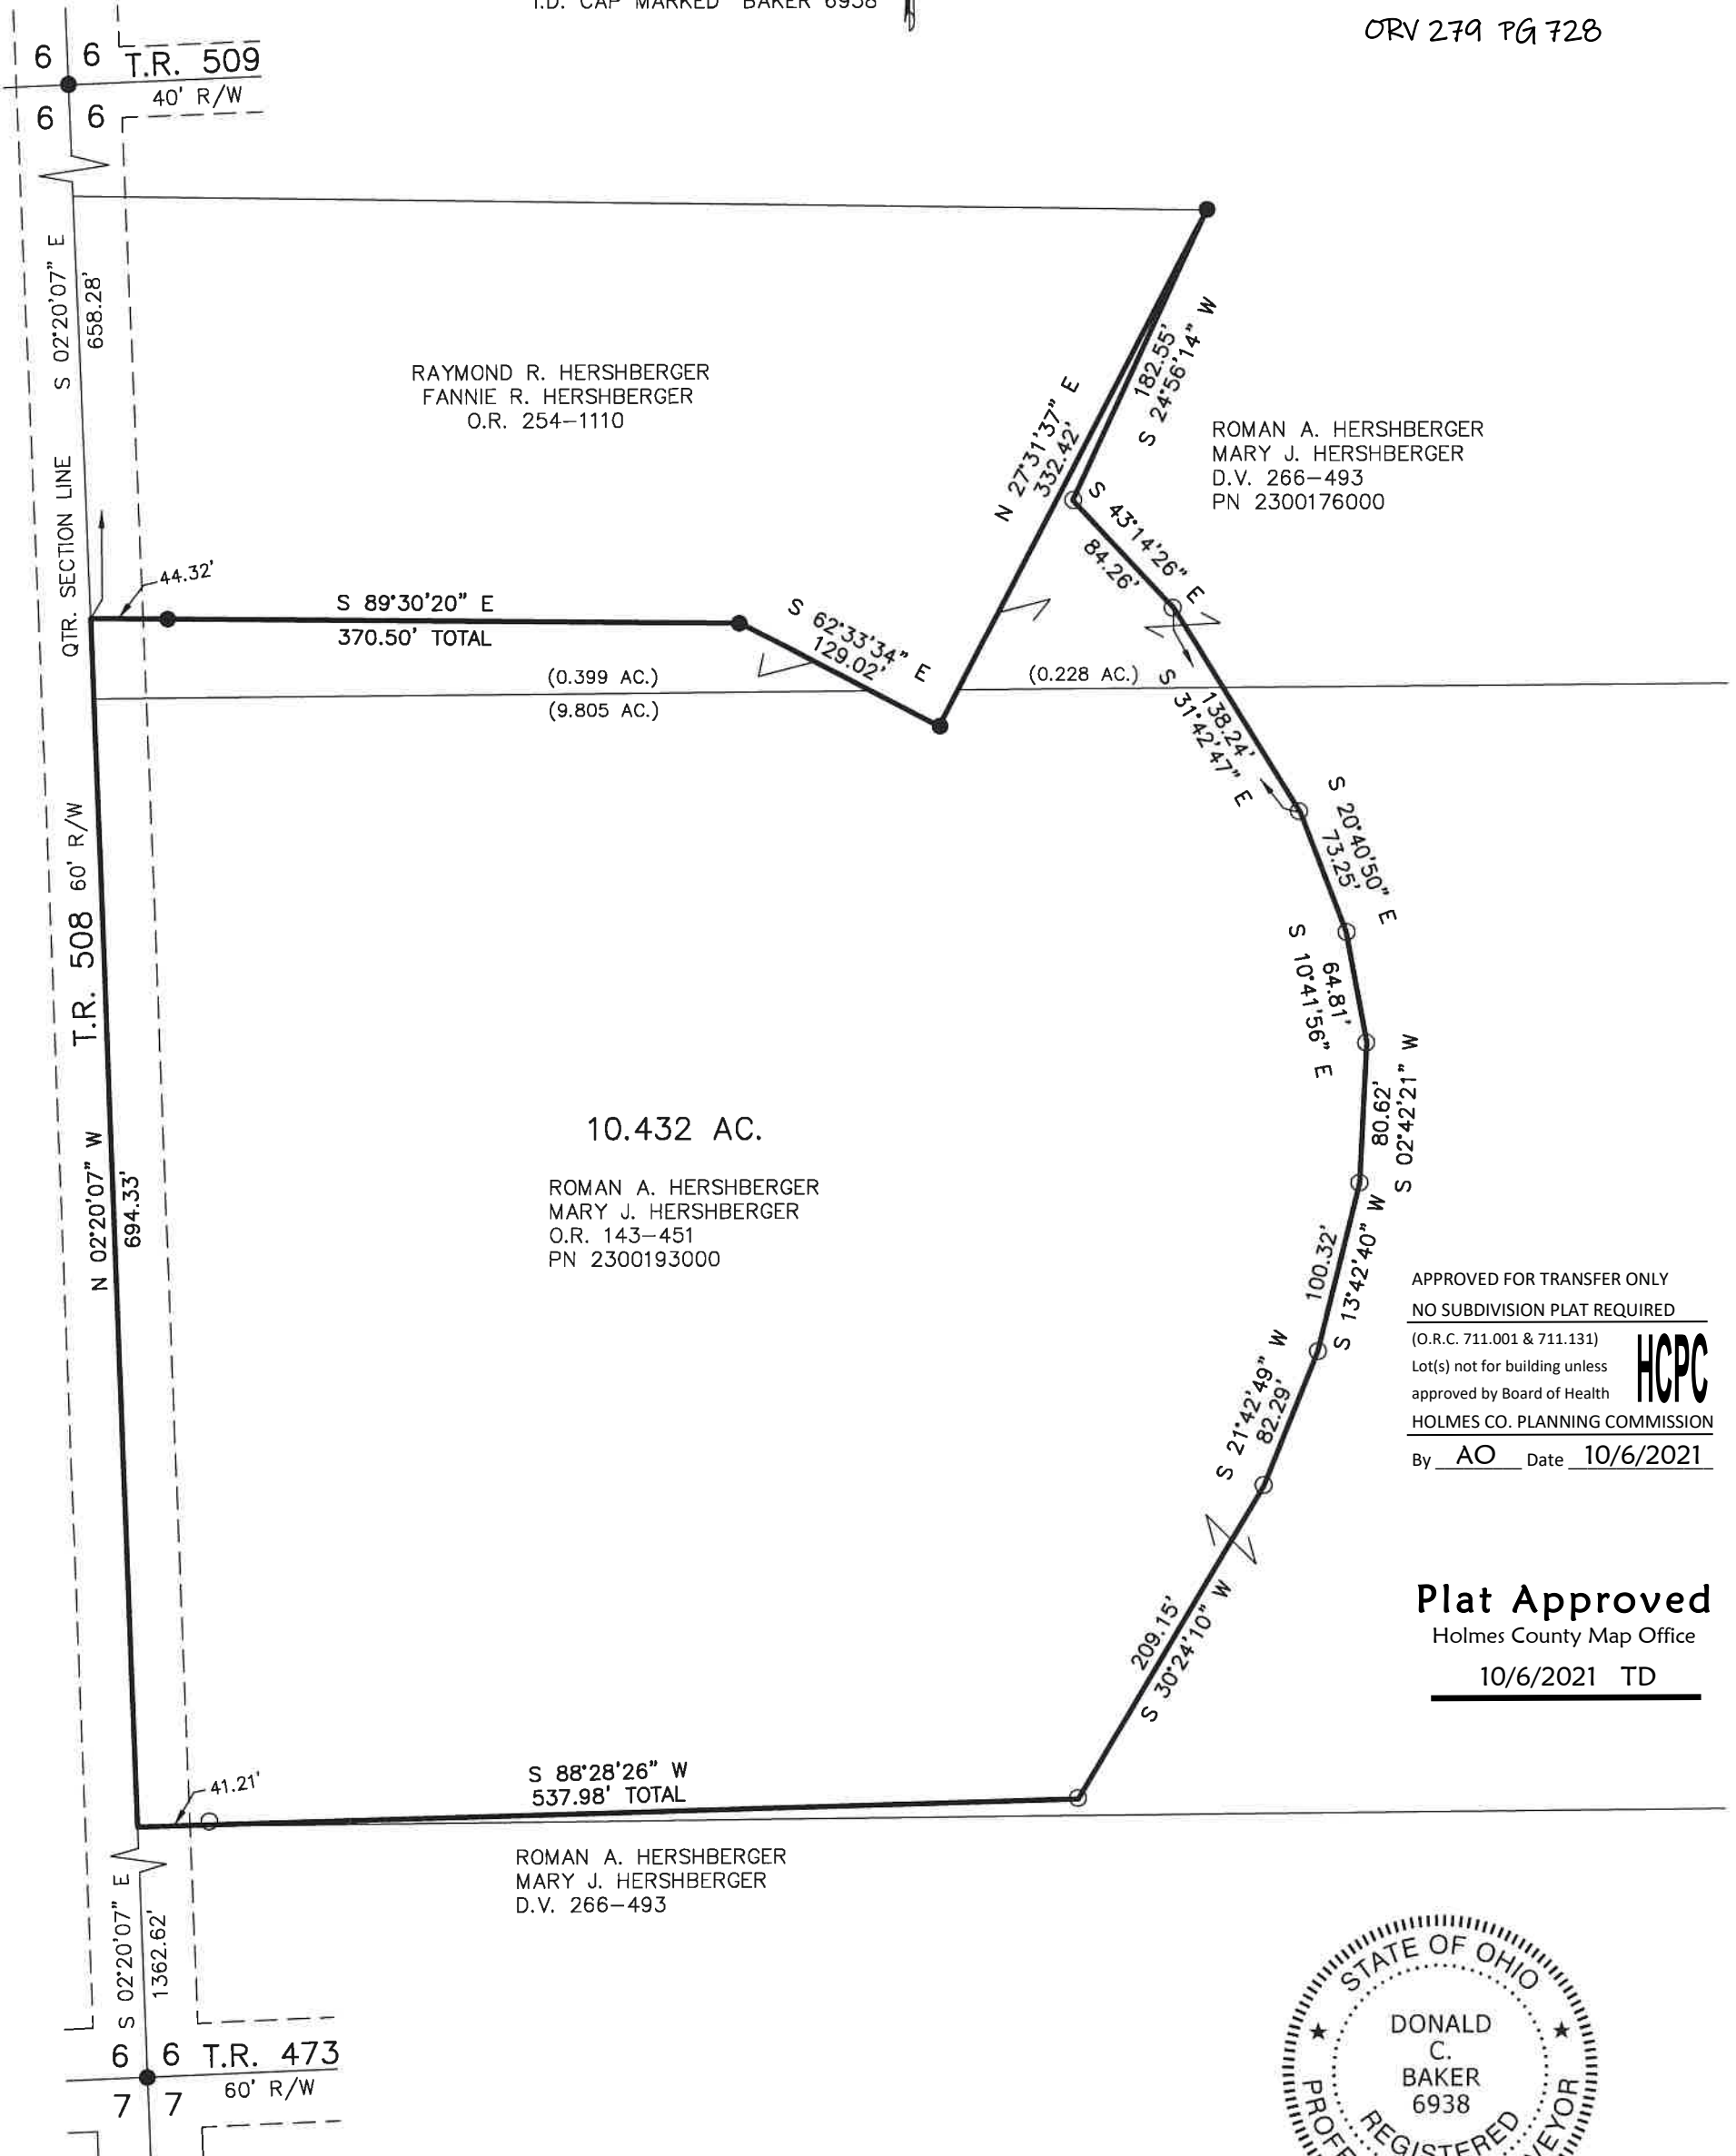 I.D. CAP MARKED BAKER 6938
ORV 279 PG 728
6 6 T.R. 509
40' R/W
6 6
S 02°20'07" E
658.28'
QTR. SECTION LINE
RAYMOND R. HERSHBERGER
FANNIE R. HERSHBERGER
O.R. 254-1110
N 27°31'37" E
332.42'
182.55'
S 24°56'14" W
ROMAN A. HERSHBERGER
MARY J. HERSHBERGER
D.V. 266-493
PN 2300176000
S 43°14'26" E
84.26'
44.32'
S 89°30'20" E
370.50' TOTAL
S 62°33'34" E
129.02'
(0.399 AC.)
(9.805 AC.)
(0.228 AC.)
138.24'
S 31°42'47" E
S 20°40'50" E
73.25'
64.81'
S 10°41'56" E
80.62'
S 02°42'21" W
T.R. 508 60' R/W
N 02°20'07" W
694.33'
10.432 AC.
ROMAN A. HERSHBERGER
MARY J. HERSHBERGER
O.R. 143-451
PN 2300193000
100.32'
S 13°42'40" W
S 21°42'49" W
82.29'
APPROVED FOR TRANSFER ONLY
NO SUBDIVISION PLAT REQUIRED
(O.R.C. 711.001 & 711.131)
Lot(s) not for building unless
approved by Board of Health
HCPC
HOLMES CO. PLANNING COMMISSION
By AO Date 10/6/2021
209.15'
S 30°24'10" W
Plat Approved
Holmes County Map Office
10/6/2021 TD
41.21'
S 88°28'26" W
537.98' TOTAL
ROMAN A. HERSHBERGER
MARY J. HERSHBERGER
D.V. 266-493
S 02°20'07" E
1362.62'
6 6 T.R. 473
60' R/W
7 7
STATE OF OHIO
DONALD
C.
BAKER
6938
REGISTERED